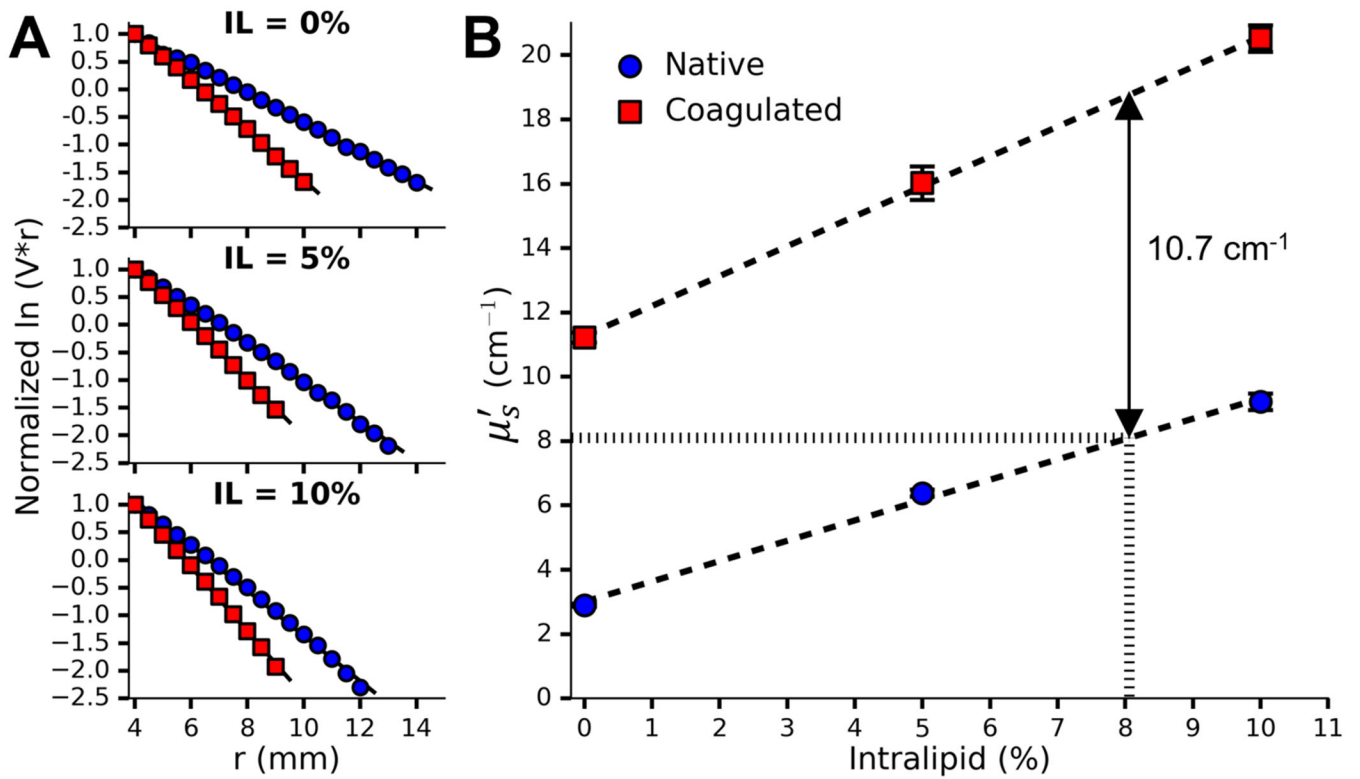 A
IL = 0%
1.0
0.5
0.0
-0.5
-1.0
-1.5
-2.0
-2.5
IL = 5%
1.0
0.5
0.0
−0.5
−1.0
−1.5
−2.0
−2.5
IL = 10%
1.0
0.5
0.0
−0.5
−1.0
−1.5
−2.0
−2.5
4 6 8 10 12 14
r (mm)
Normalized ln (V*r)
B
Native
Coagulated
10.7 cm⁻¹
20
18
16
14
12
10
8
6
4
2
0
μ′ₛ (cm⁻¹)
0 1 2 3 4 5 6 7 8 9 10 11
Intralipid (%)